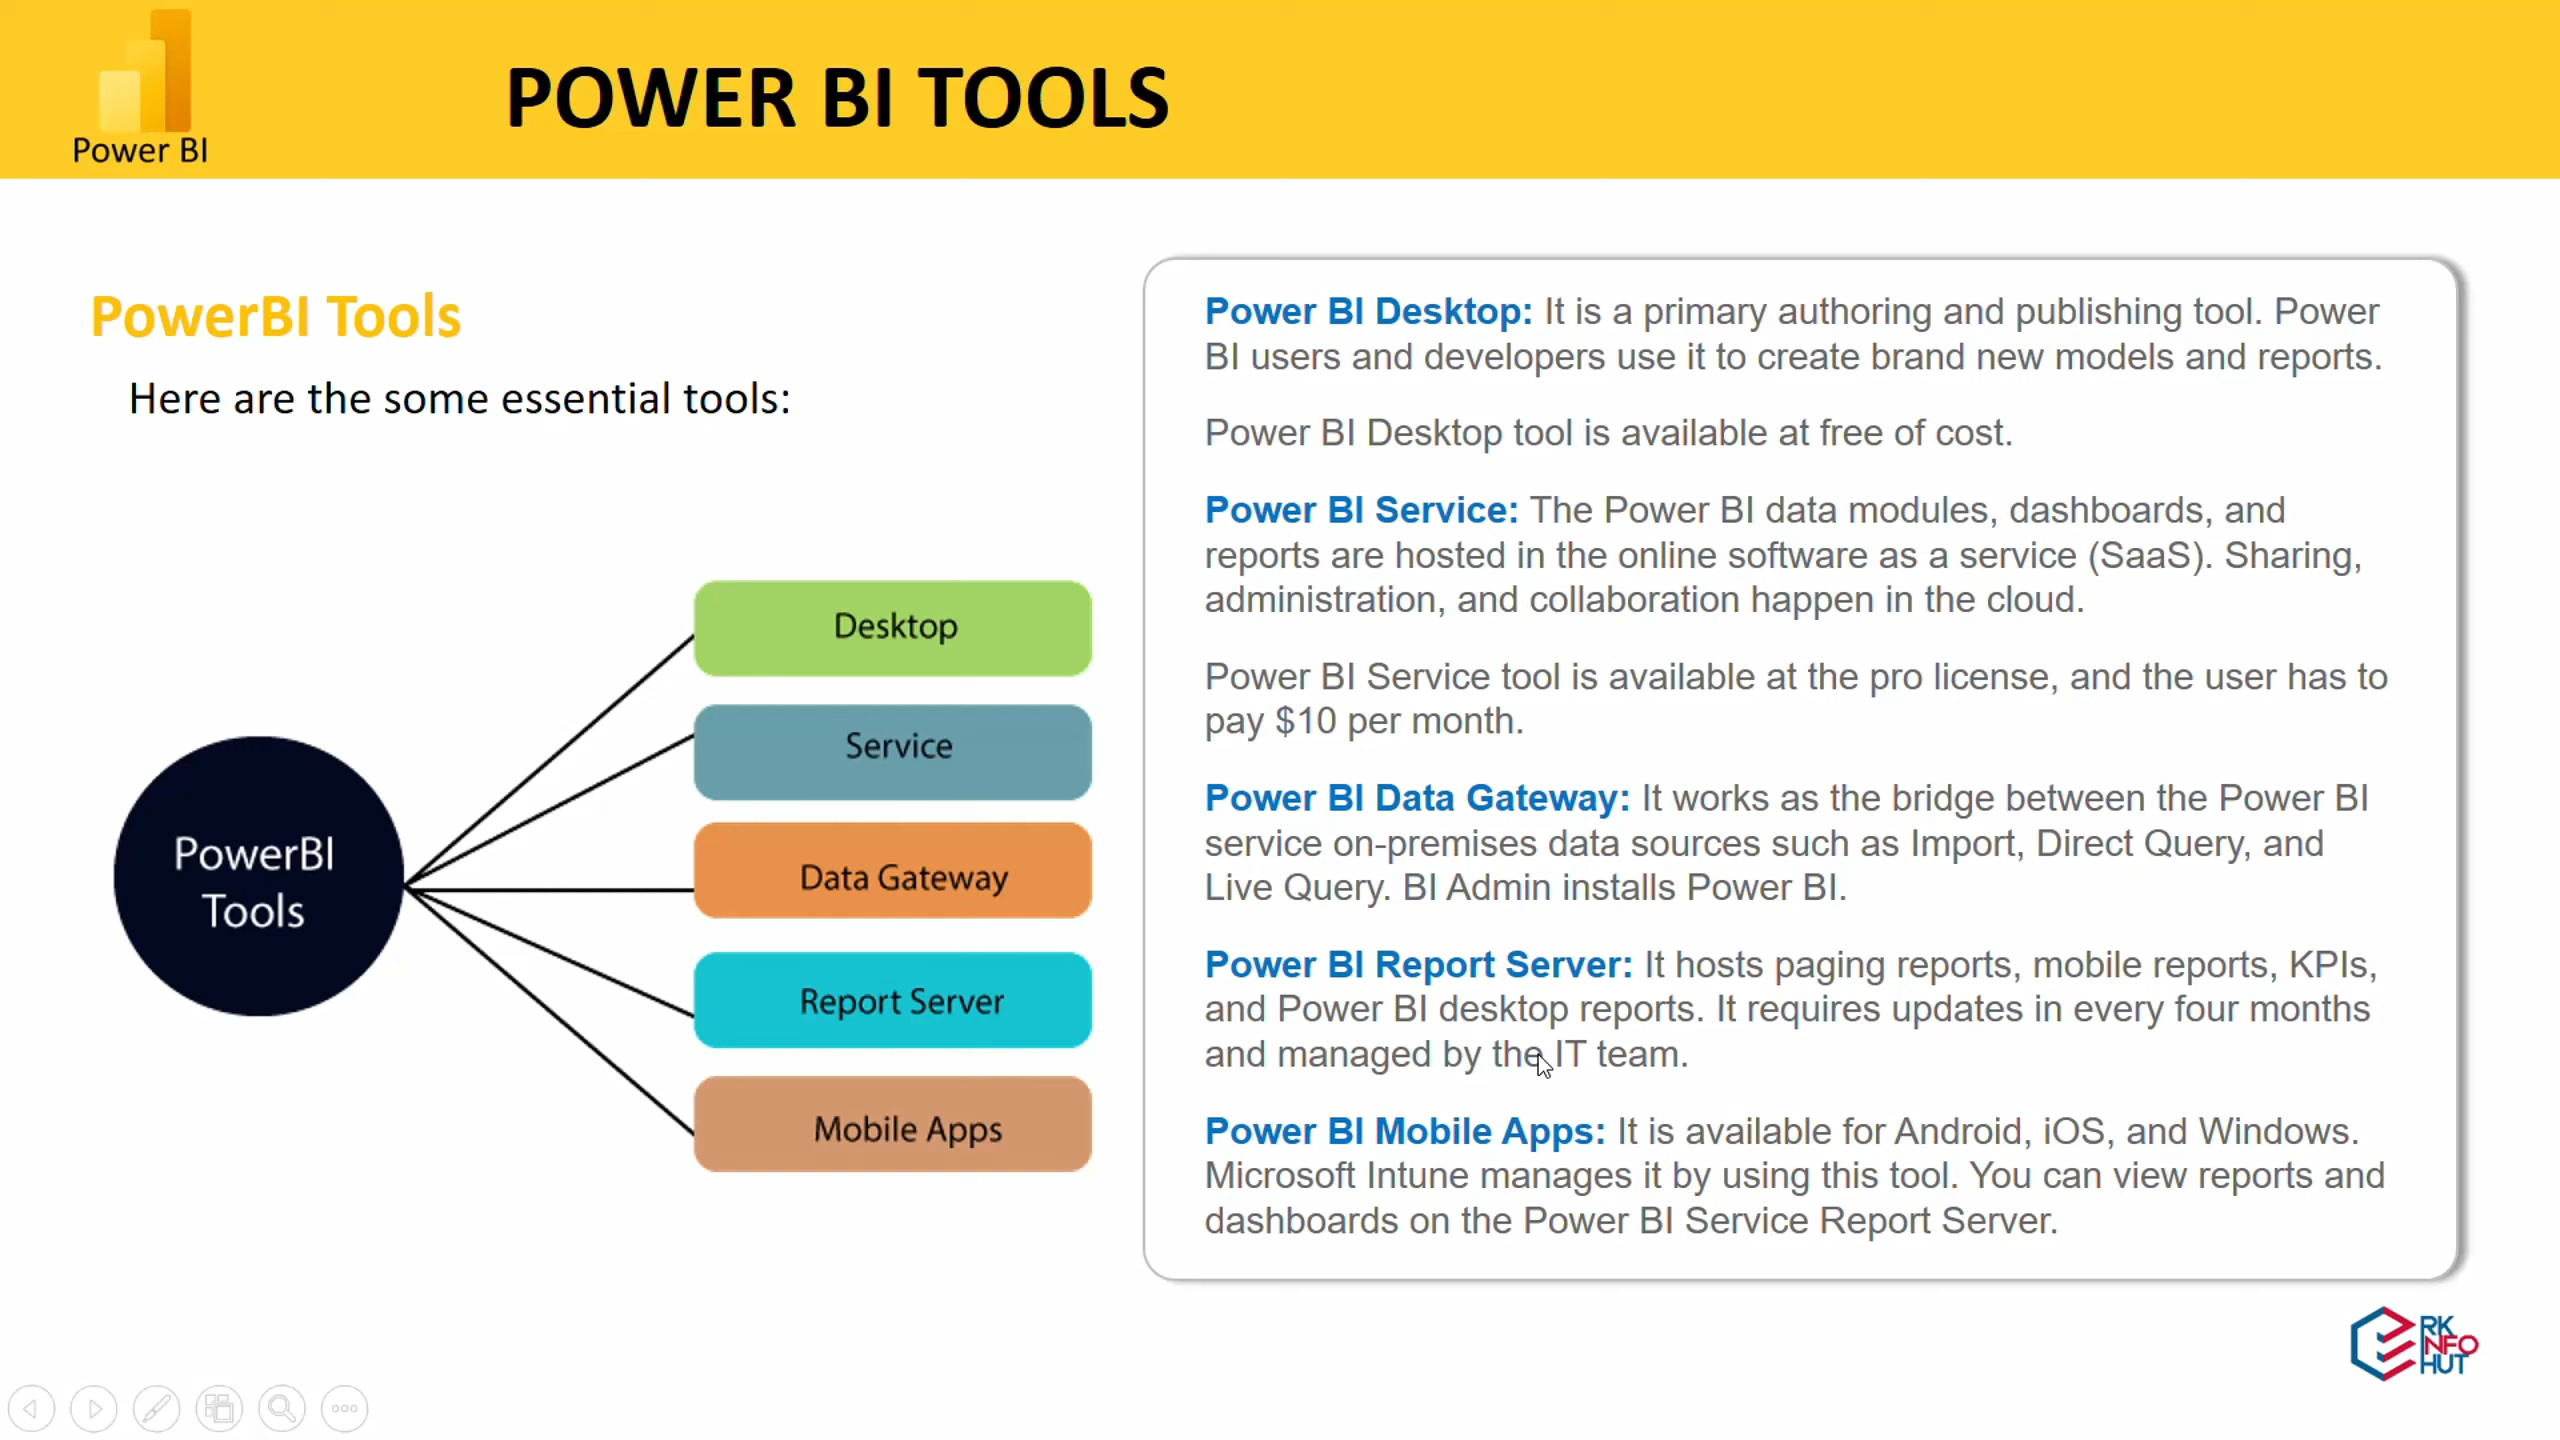 Power BI
POWER BI TOOLS
PowerBI Tools
Here are the some essential tools:
PowerBI
Tools
Desktop
Service
Data Gateway
Report Server
Mobile Apps
Power BI Desktop: It is a primary authoring and publishing tool. Power
BI users and developers use it to create brand new models and reports.
Power BI Desktop tool is available at free of cost.
Power BI Service: The Power BI data modules, dashboards, and
reports are hosted in the online software as a service (SaaS). Sharing,
administration, and collaboration happen in the cloud.
Power BI Service tool is available at the pro license, and the user has to
pay $10 per month.
Power BI Data Gateway: It works as the bridge between the Power BI
service on-premises data sources such as Import, Direct Query, and
Live Query. BI Admin installs Power BI.
Power BI Report Server: It hosts paging reports, mobile reports, KPIs,
and Power BI desktop reports. It requires updates in every four months
and managed by the IT team.
Power BI Mobile Apps: It is available for Android, iOS, and Windows.
Microsoft Intune manages it by using this tool. You can view reports and
dashboards on the Power BI Service Report Server.
RK
INFO
HUT